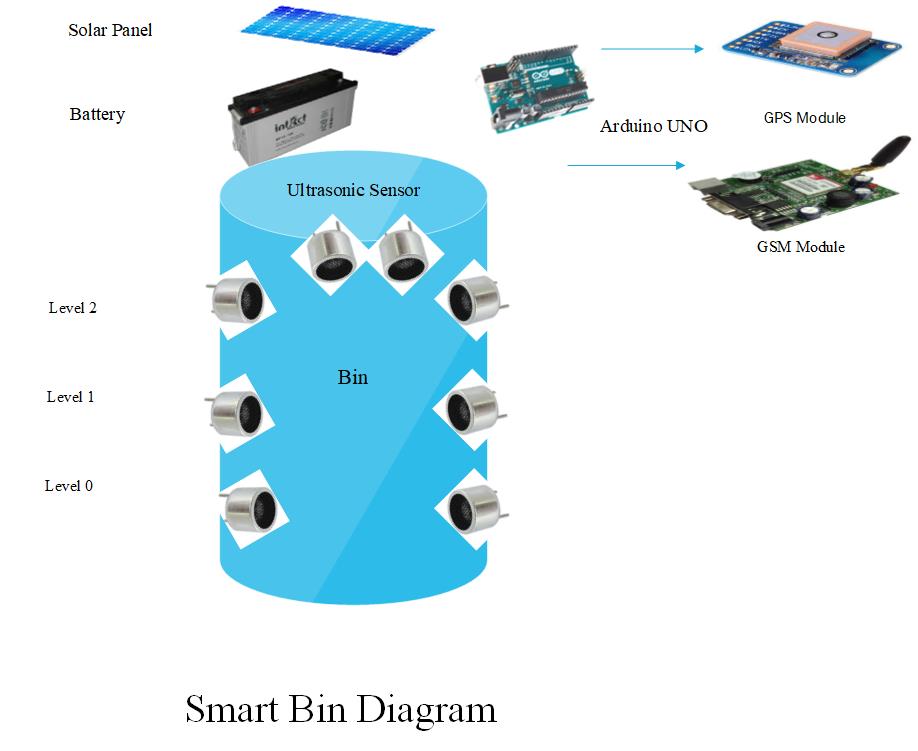 Solar Panel
Battery
intAct
Arduino UNO
GPS Module
GSM Module
Ultrasonic Sensor
Level 2
Bin
Level 1
Level 0
Smart Bin Diagram